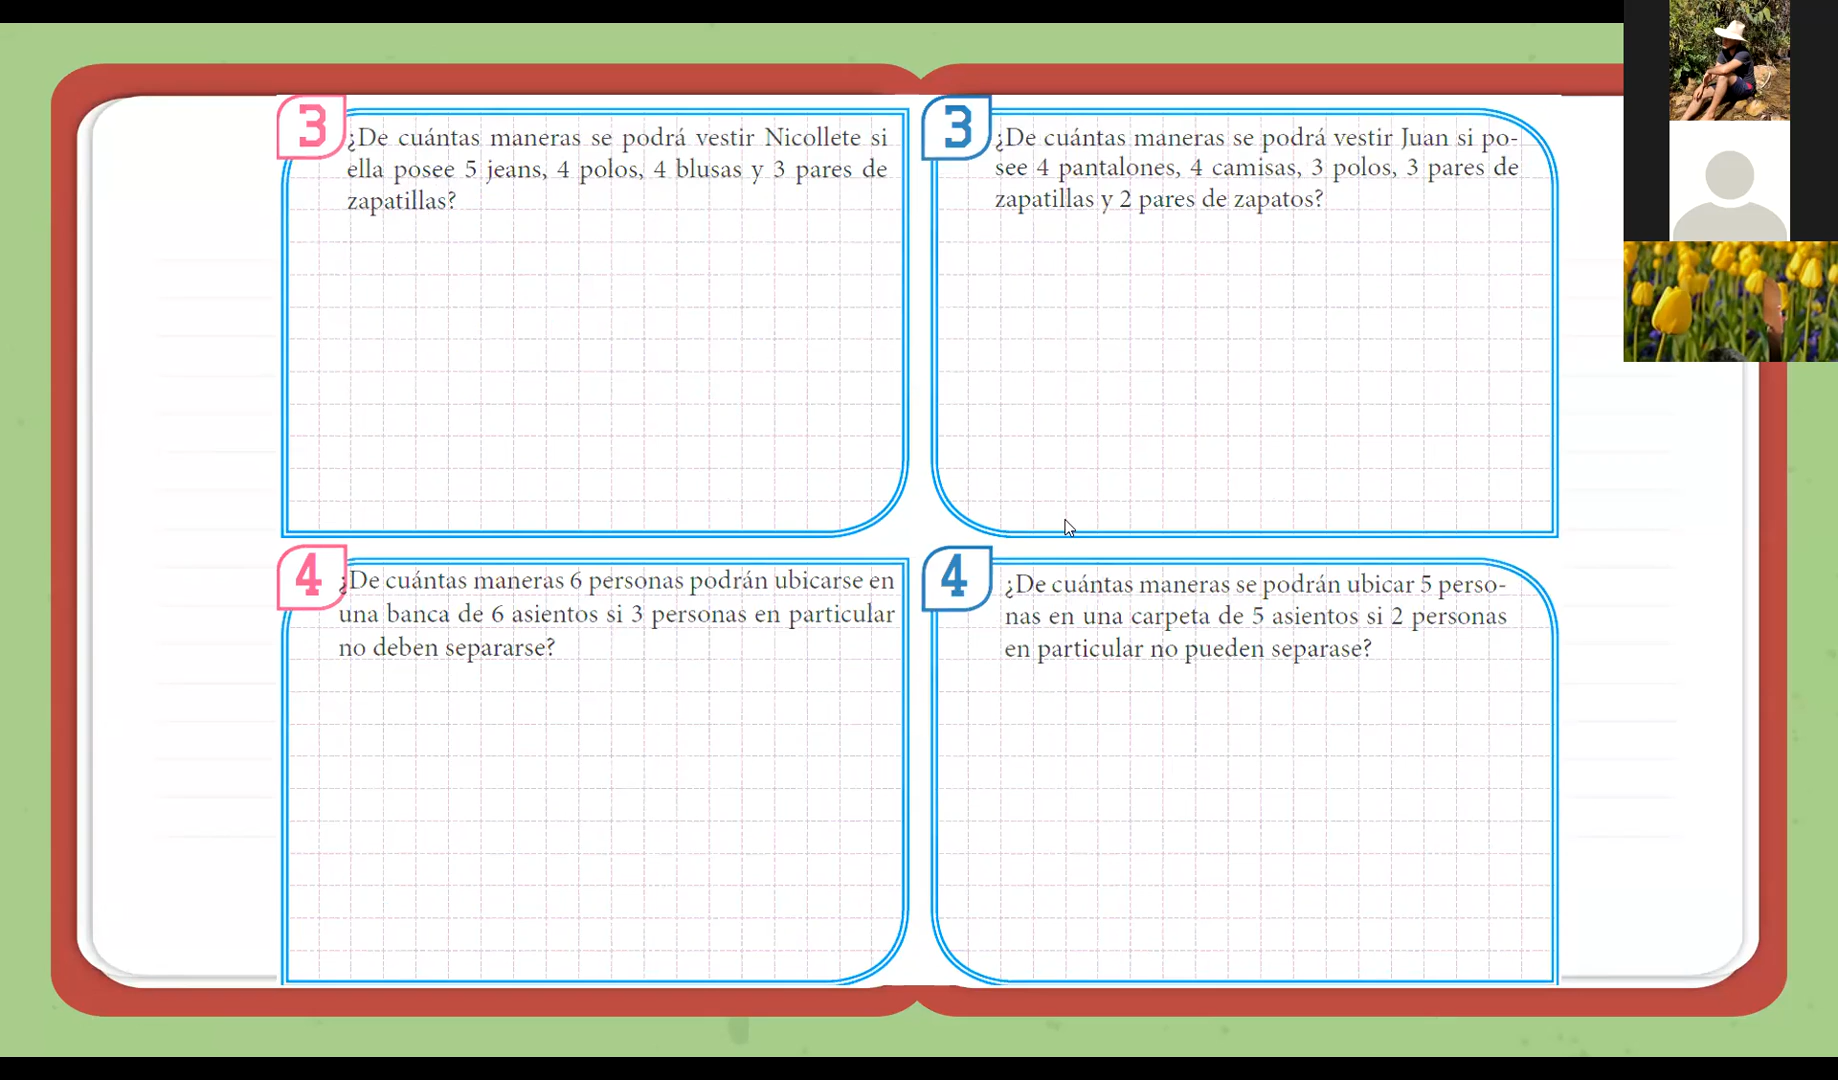 3
¿De cuántas maneras se podrá vestir Nicollete si
ella posee 5 jeans, 4 polos, 4 blusas y 3 pares de
zapatillas?
3
¿De cuántas maneras se podrá vestir Juan si po-
see 4 pantalones, 4 camisas, 3 polos, 3 pares de
zapatillas y 2 pares de zapatos?
4
¿De cuántas maneras 6 personas podrán ubicarse en
una banca de 6 asientos si 3 personas en particular
no deben separarse?
4
¿De cuántas maneras se podrán ubicar 5 perso-
nas en una carpeta de 5 asientos si 2 personas
en particular no pueden separase?